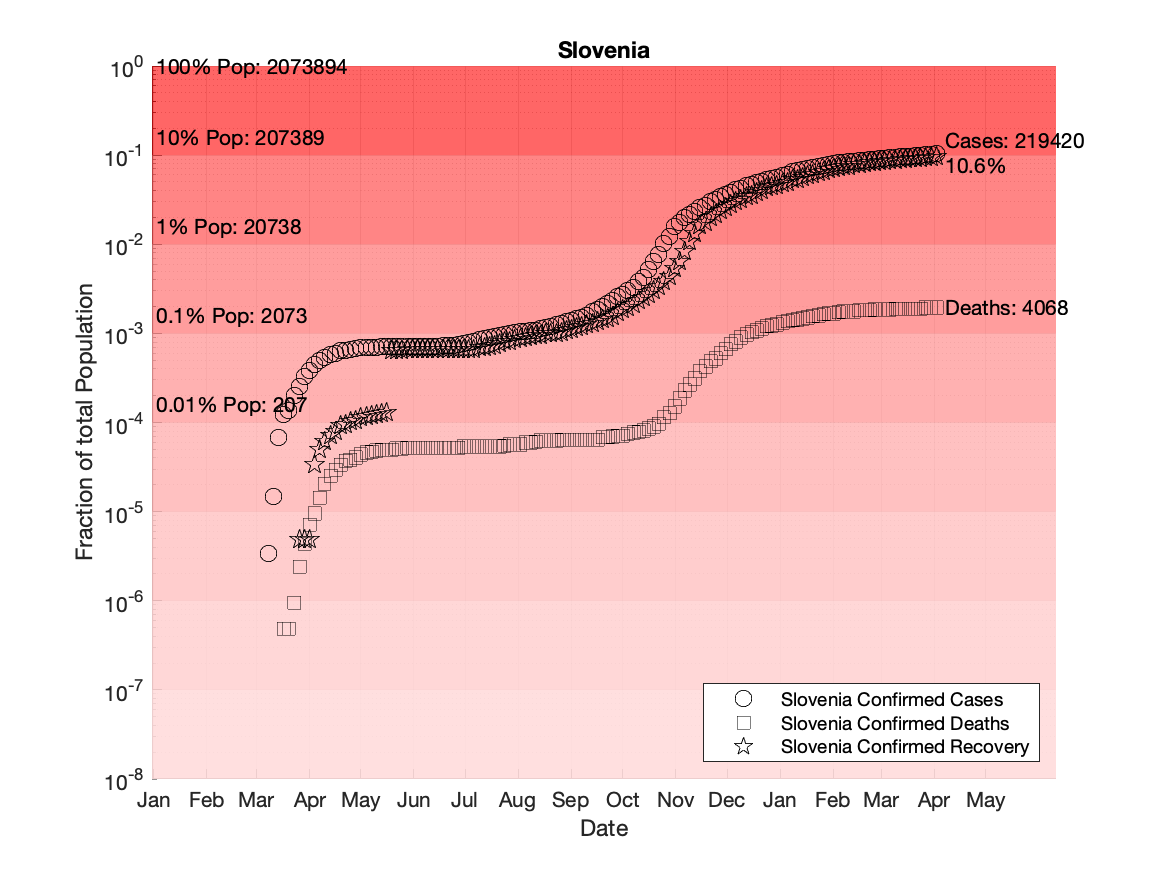 Slovenia
10^0
10^-1
10^-2
10^-3
10^-4
10^-5
10^-6
10^-7
10^-8
Fraction of total Population
100% Pop: 2073894
10% Pop: 207389
1% Pop: 20738
0.1% Pop: 2073
0.01% Pop: 207
Cases: 219420
10.6%
Deaths: 4068
Slovenia Confirmed Cases
Slovenia Confirmed Deaths
Slovenia Confirmed Recovery
Jan Feb Mar Apr May Jun Jul Aug Sep Oct Nov Dec Jan Feb Mar Apr May
Date